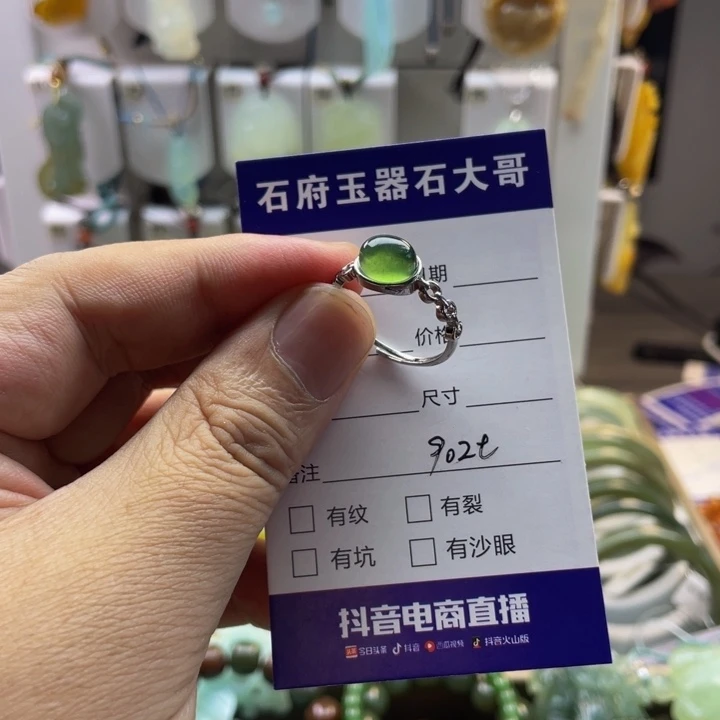 石府玉器石大哥
期
价格
尺寸
备注 902t
有纹 有裂
有坑 有沙眼
抖音电商直播
今日头条 抖音 西瓜视频 抖音火山版